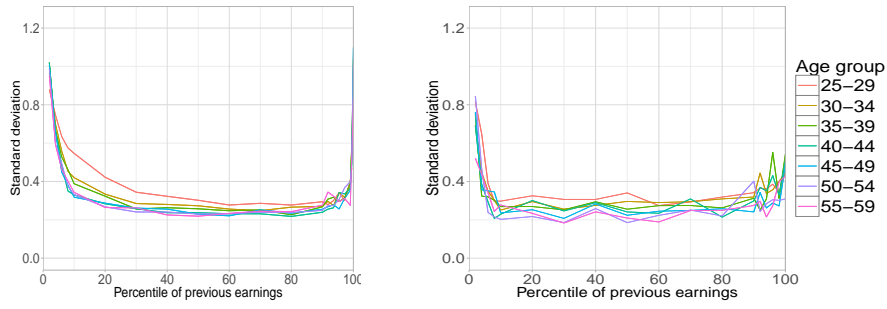 1.2
0.8
0.4
0.0
Standard deviation
0 20 40 60 80 100
Percentile of previous earnings
1.2
0.8
0.4
0.0
Standard deviation
0 20 40 60 80 100
Percentile of previous earnings
Age group
25−29
30−34
35−39
40−44
45−49
50−54
55−59